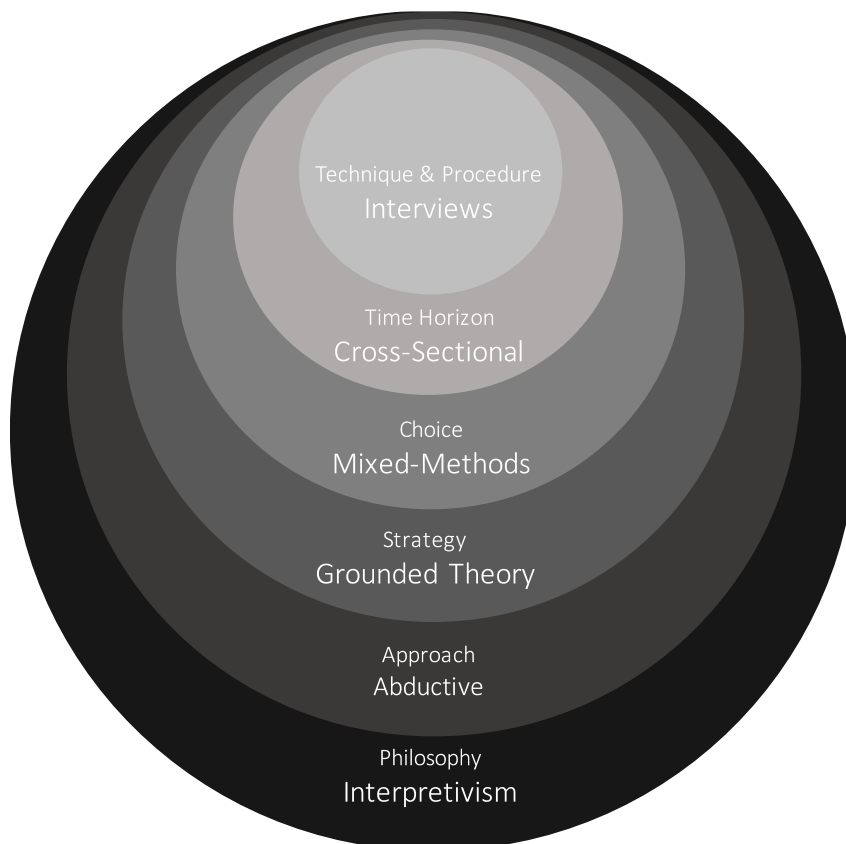 Technique & Procedure
Interviews
Time Horizon
Cross-Sectional
Choice
Mixed-Methods
Strategy
Grounded Theory
Approach
Abductive
Philosophy
Interpretivism